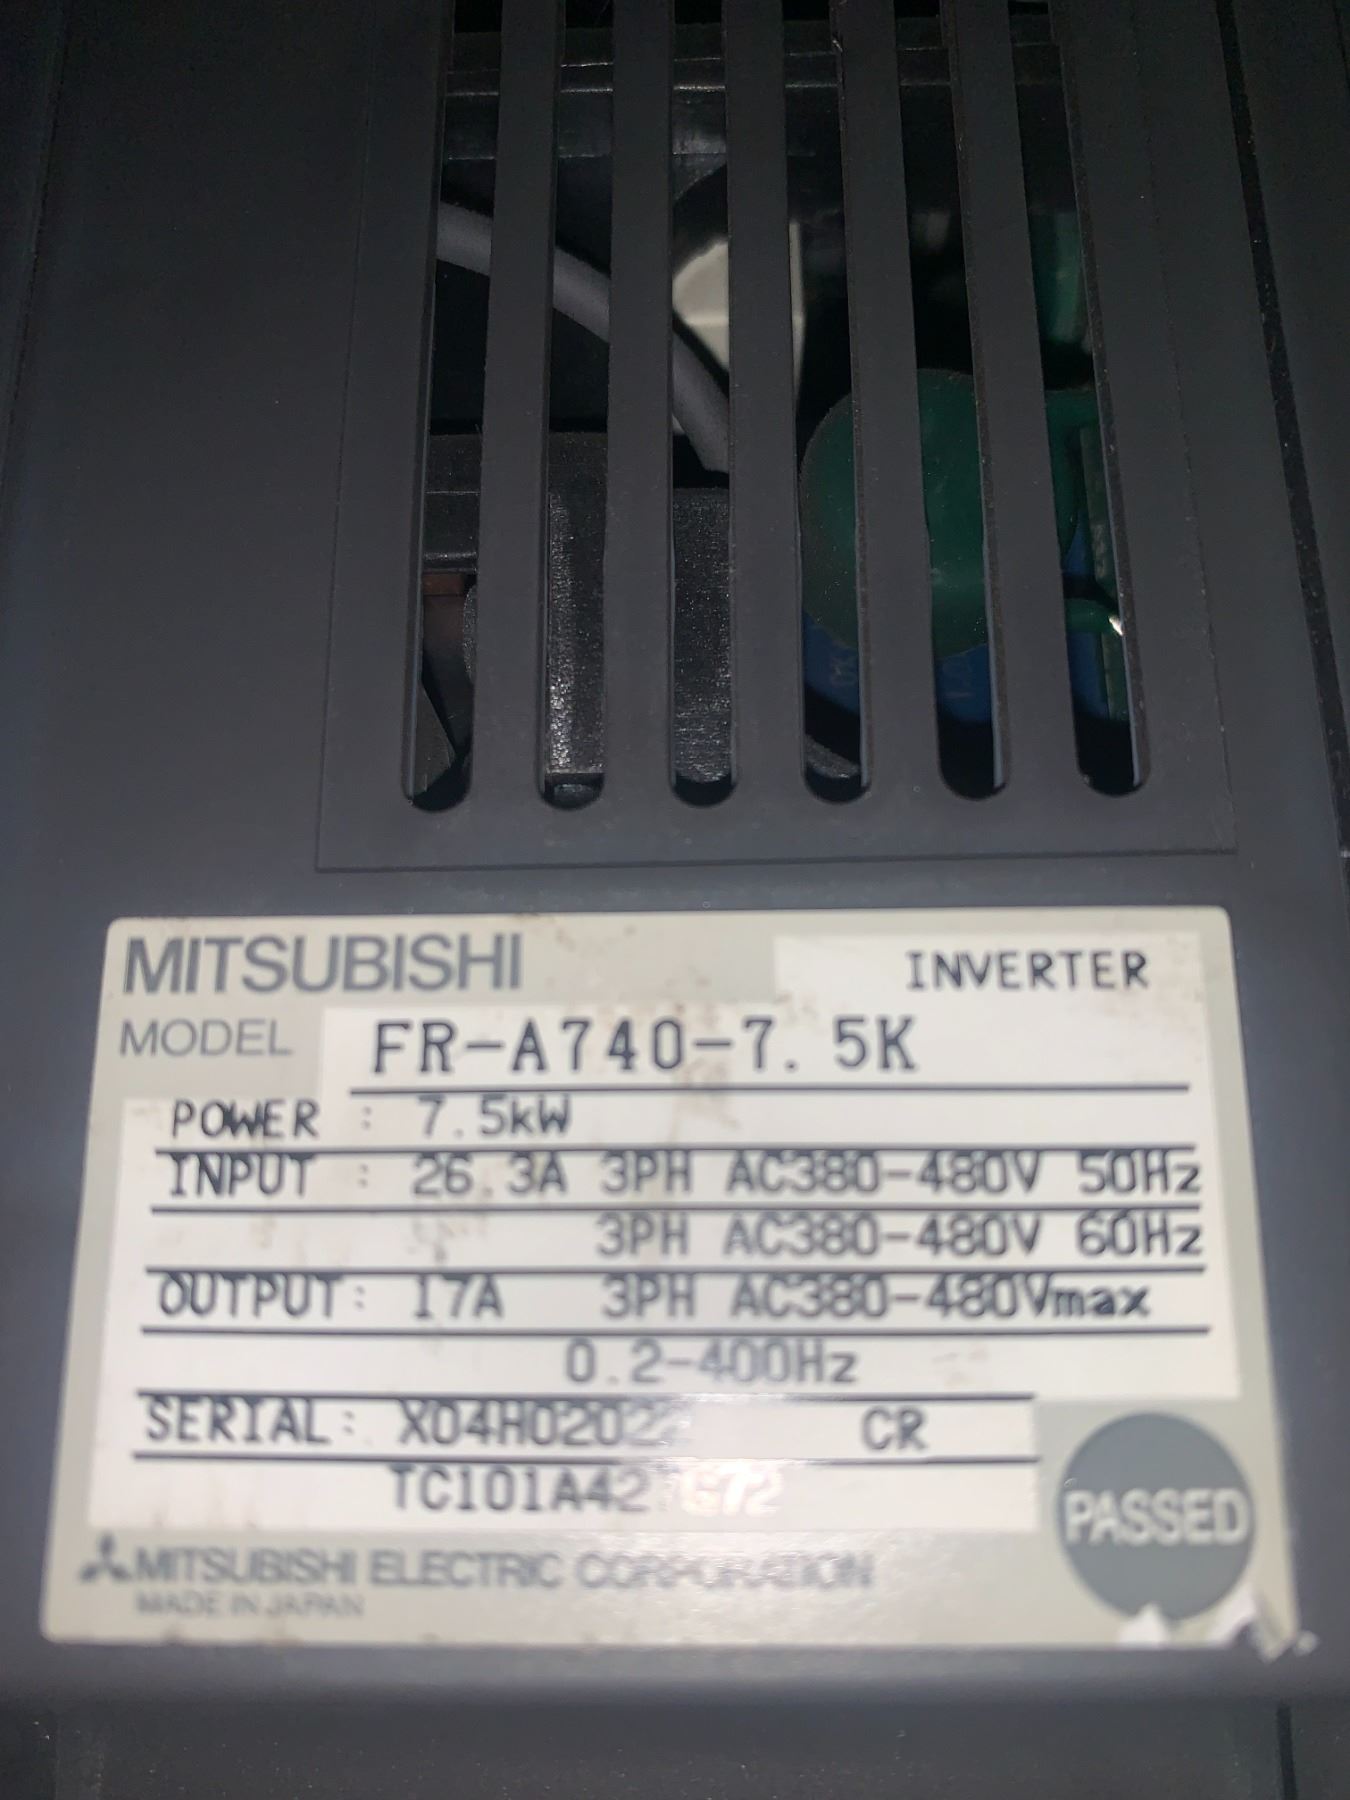 MITSUBISHI INVERTER
MODEL FR-A740-7.5K
POWER : 7.5kW
INPUT : 26.3A 3PH AC380-480V 50Hz
3PH AC380-480V 60Hz
OUTPUT: 17A 3PH AC380-480Vmax
0.2-400Hz
SERIAL: CR
PASSED
MITSUBISHI ELECTRIC CORPORATION
MADE IN JAPAN